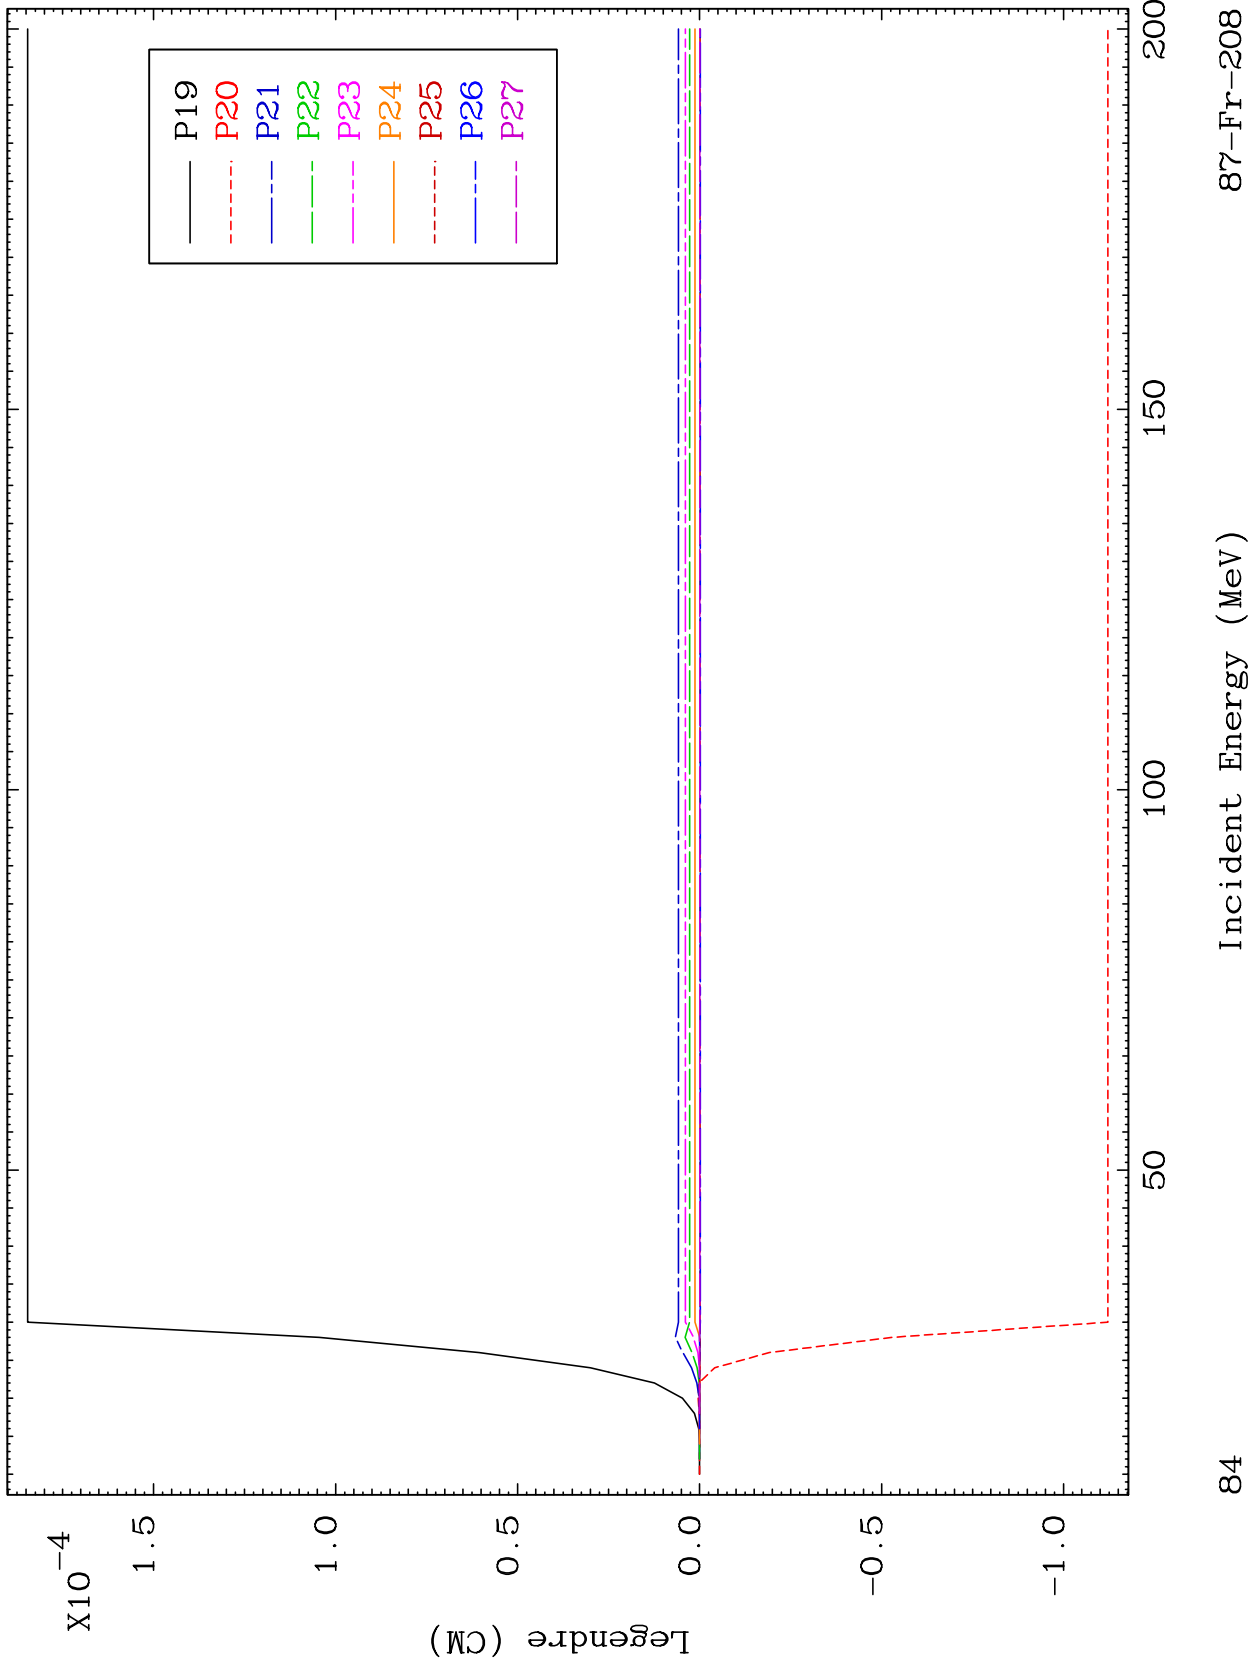 X10-4
1.5
1.0
0.5
0.0
-0.5
-1.0
Legendre (CM)
P19
P20
P21
P22
P23
P24
P25
P26
P27
50
100
150
200
84
Incident Energy (MeV)
87-Fr-208